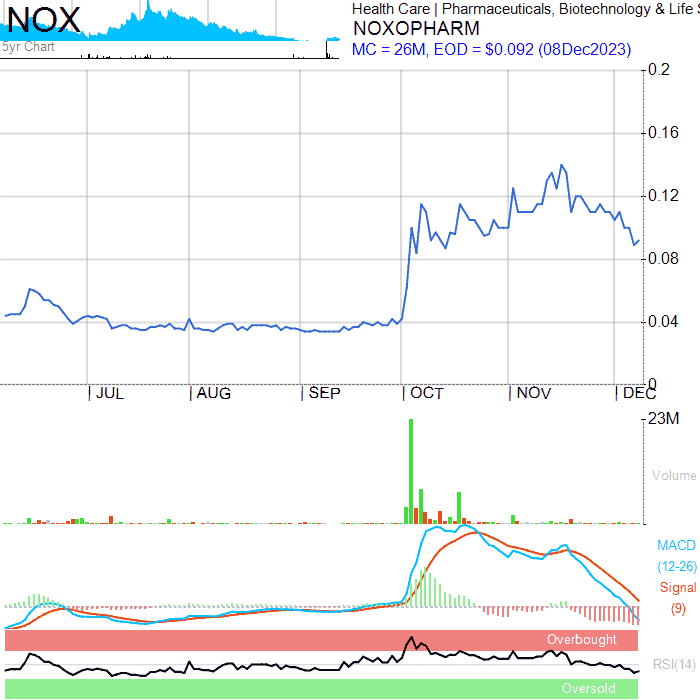 NOX
5yr Chart
Health Care | Pharmaceuticals, Biotechnology & Life S
NOXOPHARM
MC = 26M, EOD = $0.092 (08Dec2023)
0.2
0.16
0.12
0.08
0.04
0
JUL AUG SEP OCT NOV DEC
23M
Volume
MACD
(12-26)
Signal
(9)
Overbought
RSI(14)
Oversold